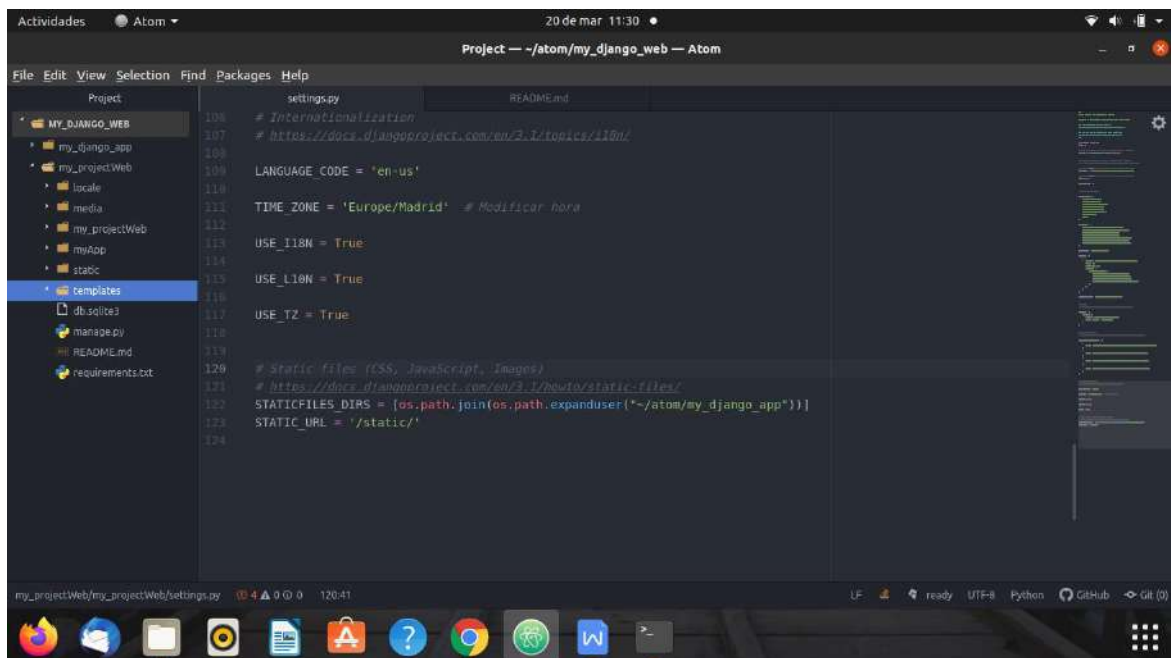 Actividades Atom 20 de mar 11:30
Project — ~/atom/my_django_web — Atom
File Edit View Selection Find Packages Help
Project settings.py README.md
MY_DJANGO_WEB
my_django_app
my_projectWeb
locale
media
my_projectWeb
myApp
static
templates
db.sqlite3
manage.py
README.md
requirements.txt
106 # Internationalization
107 # https://docs.djangoproject.com/en/3.1/topics/i18n/
108
109 LANGUAGE_CODE = 'en-us'
110
111 TIME_ZONE = 'Europe/Madrid' # Modificar hora
112
113 USE_I18N = True
114
115 USE_L10N = True
116
117 USE_TZ = True
118
119
120 # Static files (CSS, JavaScript, Images)
121 # https://docs.djangoproject.com/en/3.1/howto/static-files/
122 STATICFILES_DIRS = [os.path.join(os.path.expanduser("~/atom/my_django_app"))]
123 STATIC_URL = '/static/'
124
my_projectWeb/my_projectWeb/settings.py 4 0 0 120:41 LF ready UTF-8 Python GitHub Git (0)